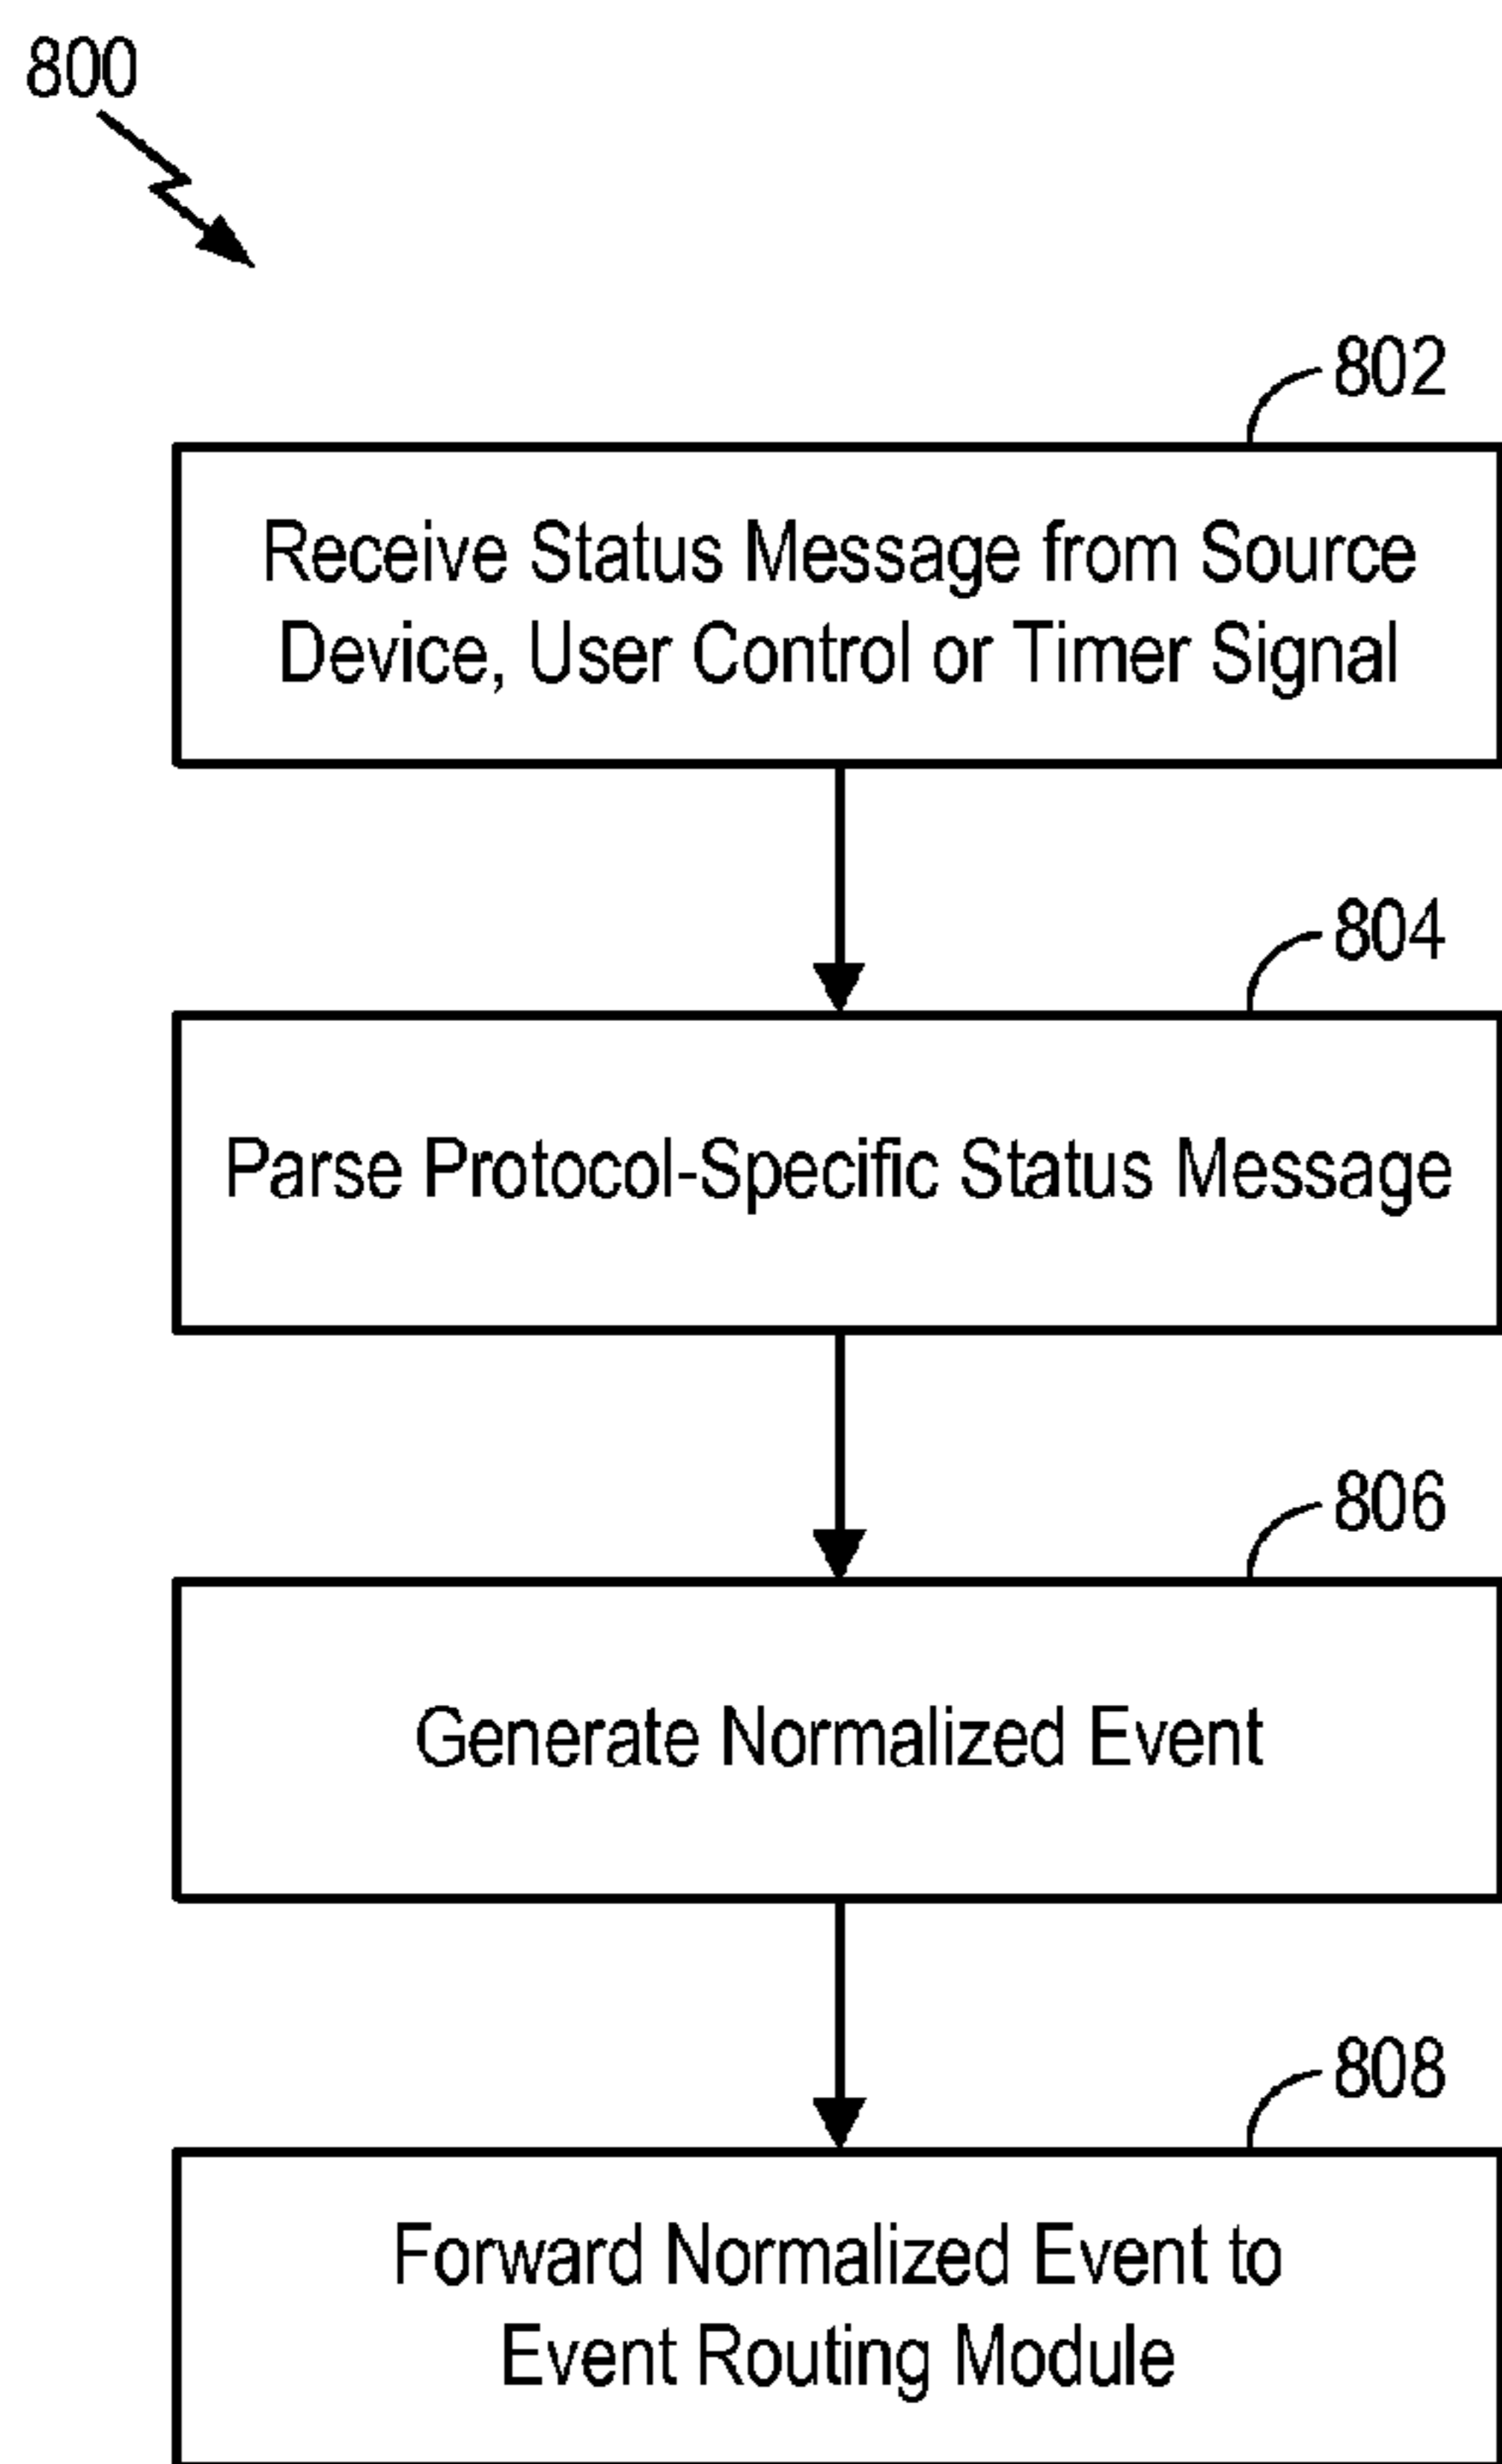 800
802
Receive Status Message from Source
Device, User Control or Timer Signal
804
Parse Protocol-Specific Status Message
806
Generate Normalized Event
808
Forward Normalized Event to
Event Routing Module